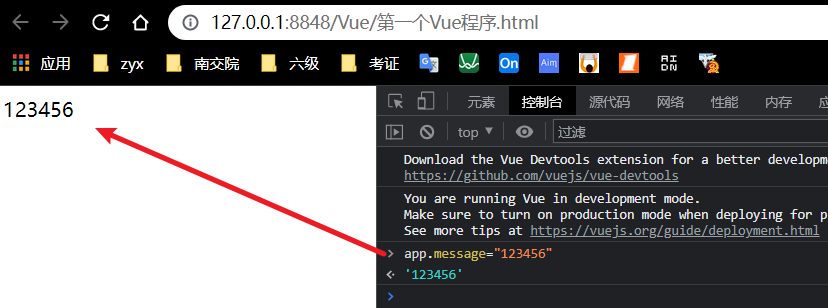 127.0.0.1:8848/Vue/第一个Vue程序.html
应用 zyx 南交院 六级 考证 On Aim AIDN
123456
元素 控制台 源代码 网络 性能 内存
top 过滤
Download the Vue Devtools extension for a better developm
https://github.com/vuejs/vue-devtools
You are running Vue in development mode.
Make sure to turn on production mode when deploying for p
See more tips at https://vuejs.org/guide/deployment.html
> app.message="123456"
'123456'
>